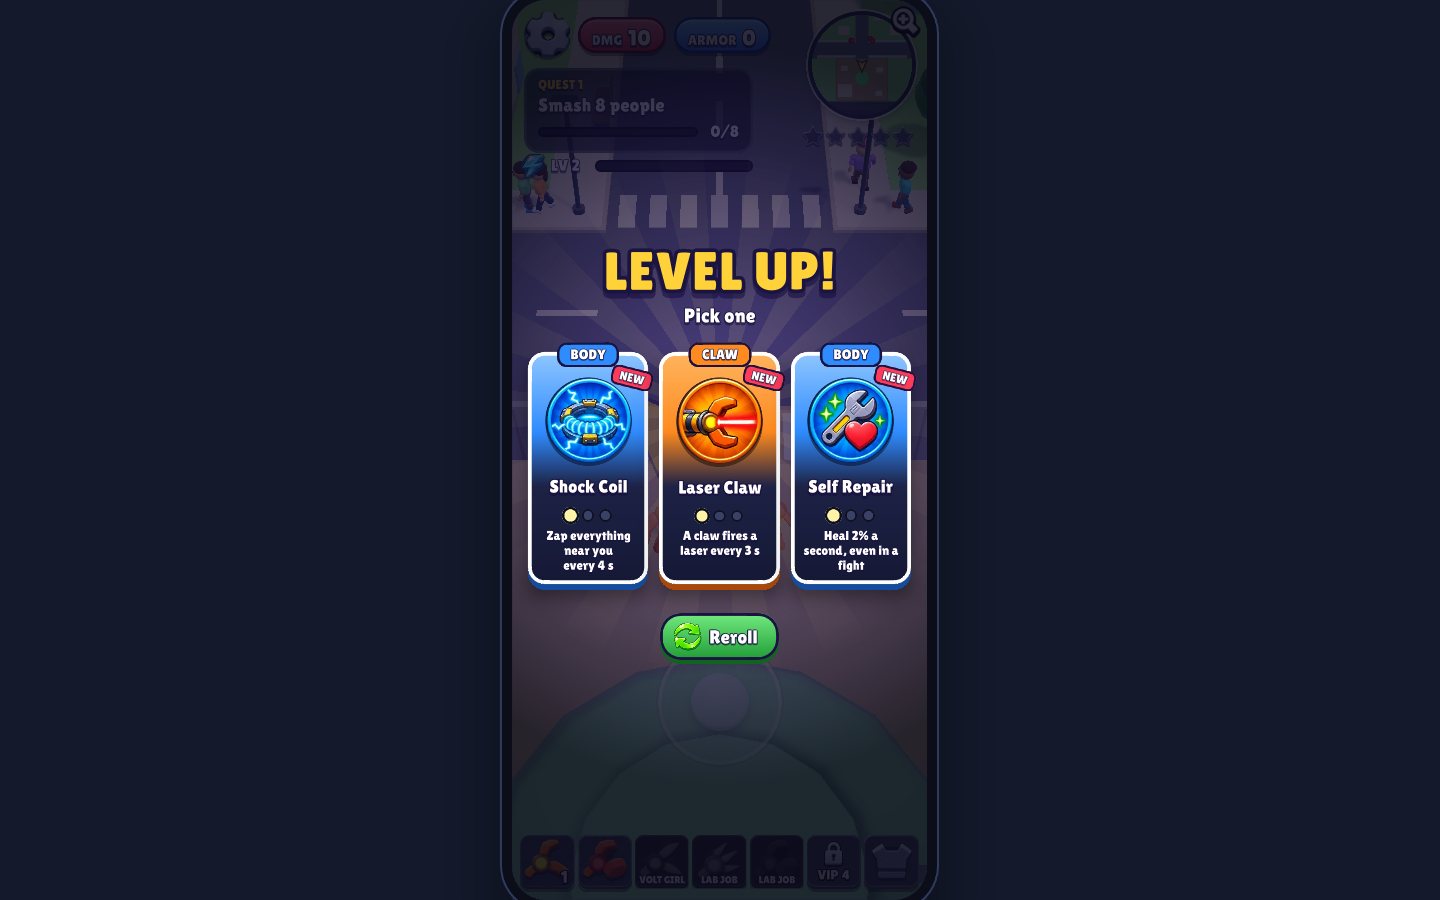 DMG 10
ARMOR 0
QUEST 1
Smash 8 people
0/8
LV 2
LEVEL UP!
Pick one
BODY
NEW
Shock Coil
Zap everything
near you
every 4 s
CLAW
NEW
Laser Claw
A claw fires a
laser every 3 s
BODY
NEW
Self Repair
Heal 2% a
second, even in a
fight
Reroll
1
VOLT GIRL
LAB JOB
LAB JOB
VIP 4